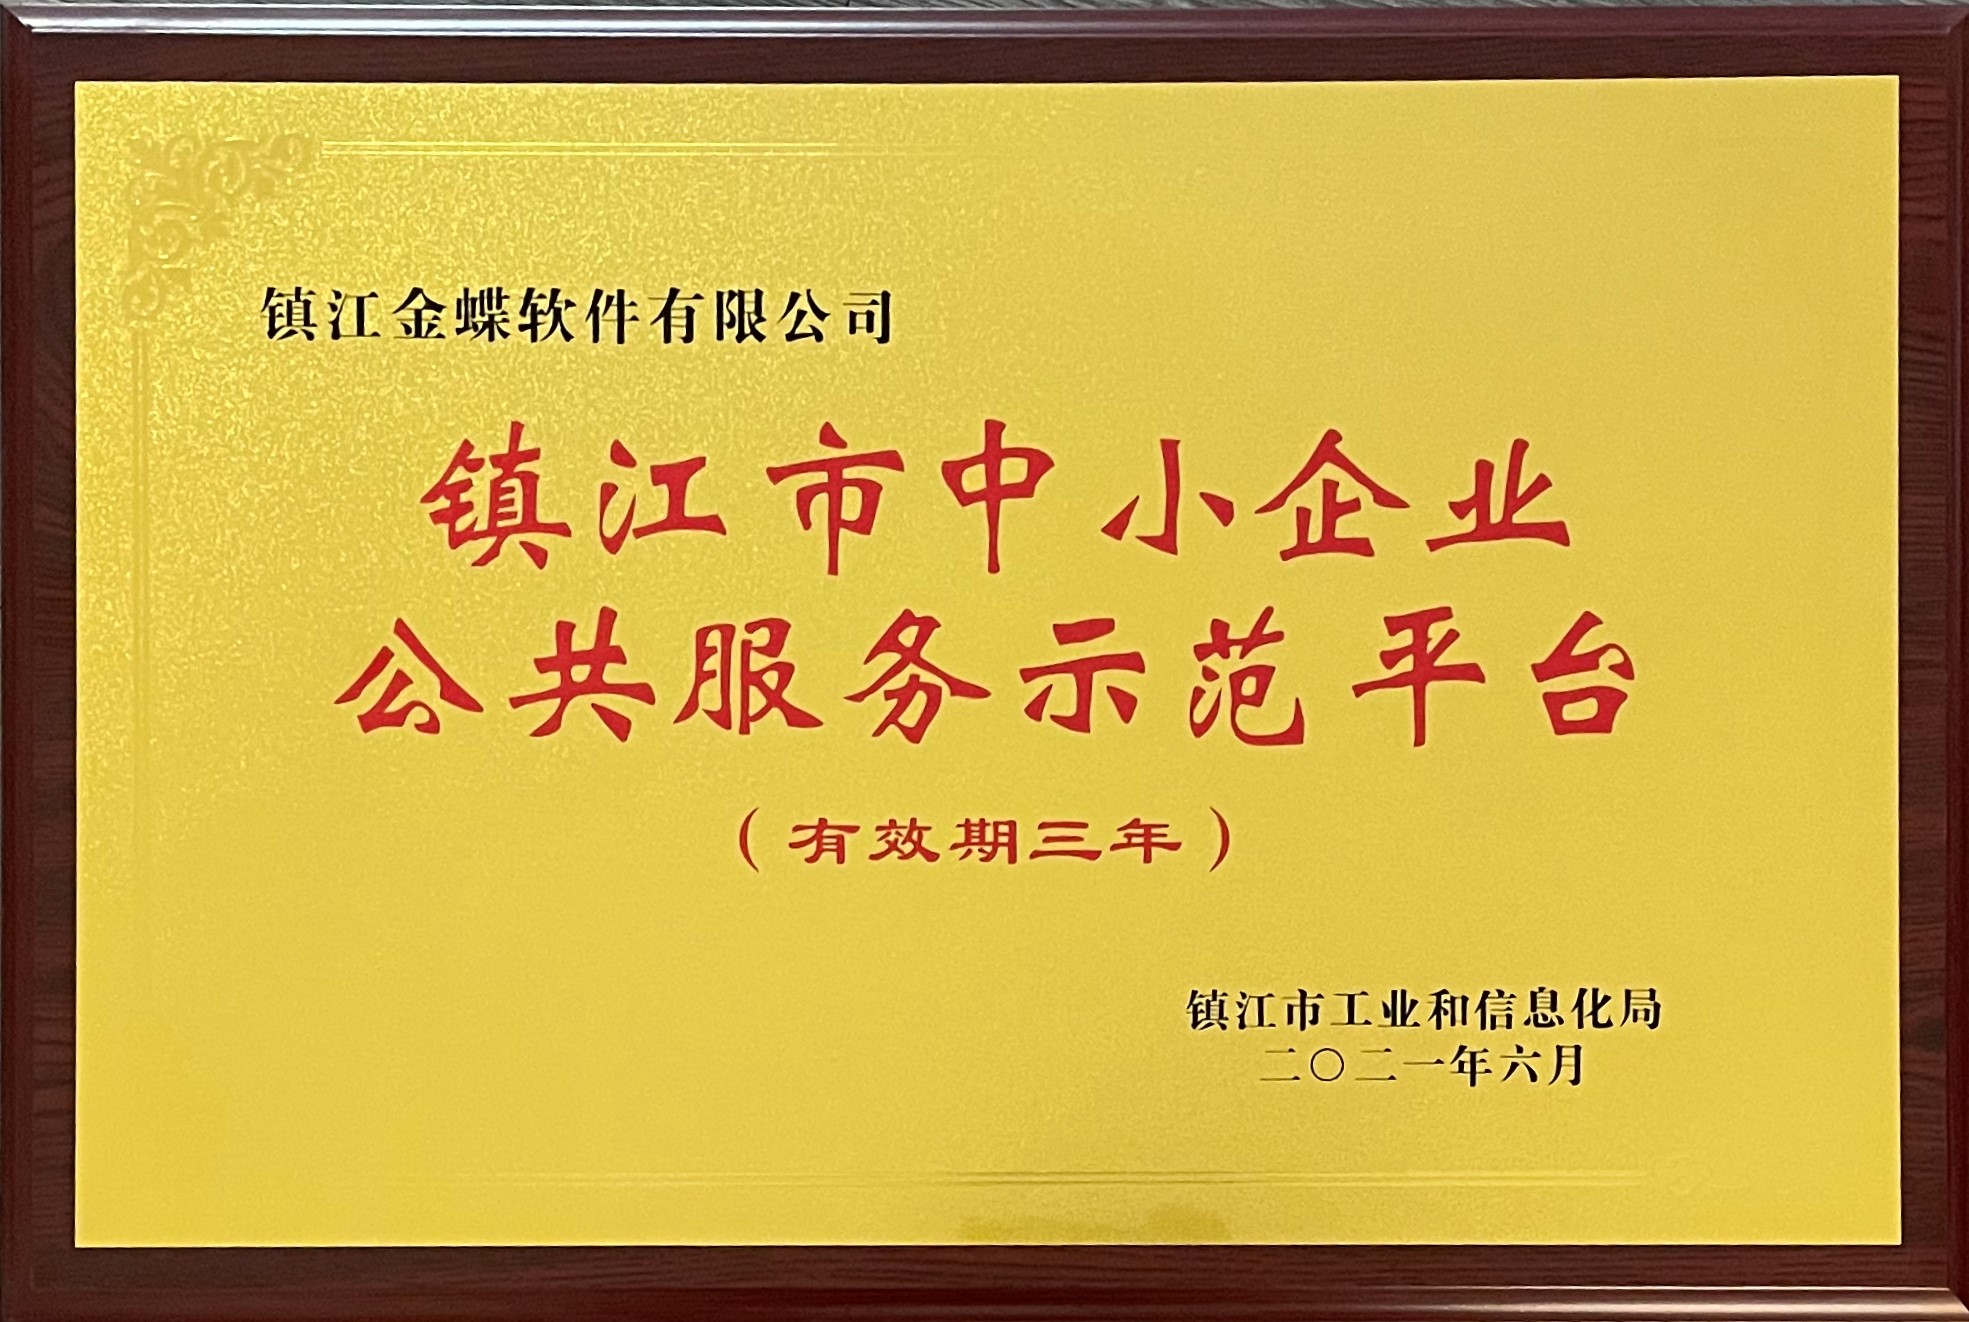 镇江金蝶软件有限公司
镇江市中小企业
公共服务示范平台
（有效期三年）
镇江市工业和信息化局
二〇二一年六月